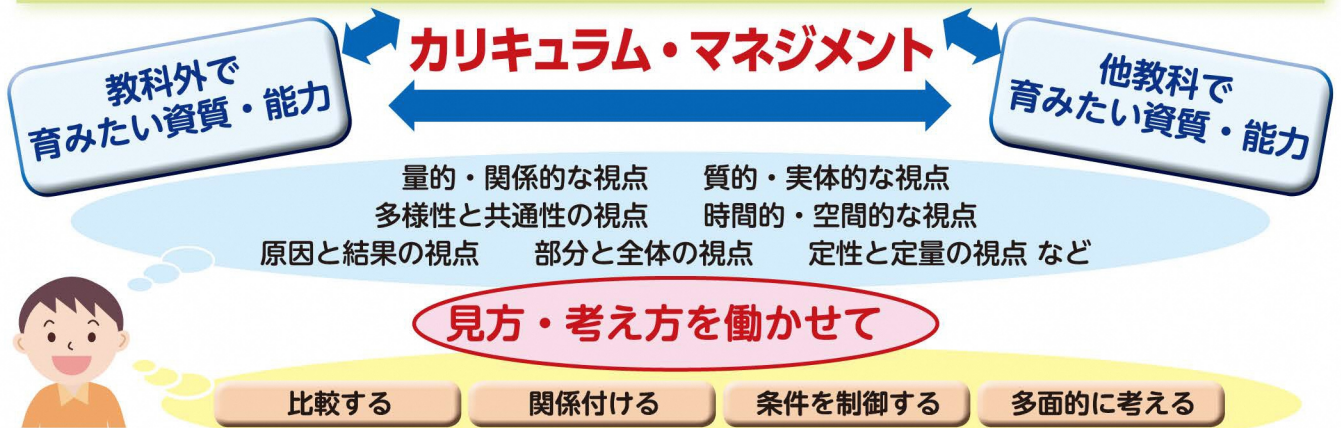 カリキュラム・マネジメント
教科外で
育みたい資質・能力
他教科で
育みたい資質・能力
量的・関係的な視点　質的・実体的な視点
多様性と共通性の視点　時間的・空間的な視点
原因と結果の視点　部分と全体の視点　定性と定量の視点 など
見方・考え方を働かせて
比較する　関係付ける　条件を制御する　多面的に考える